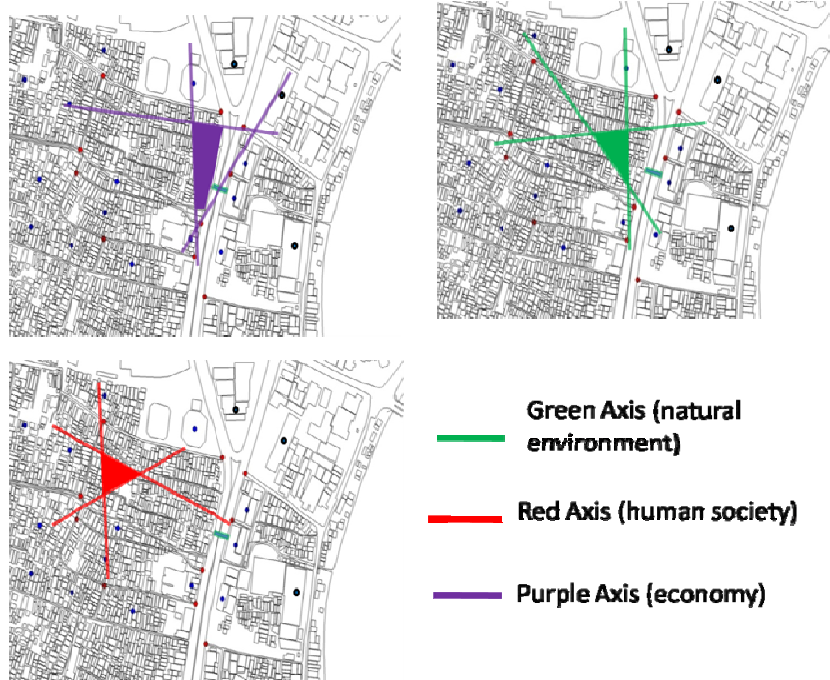 Green Axis (natural
environment)
Red Axis (human society)
Purple Axis (economy)